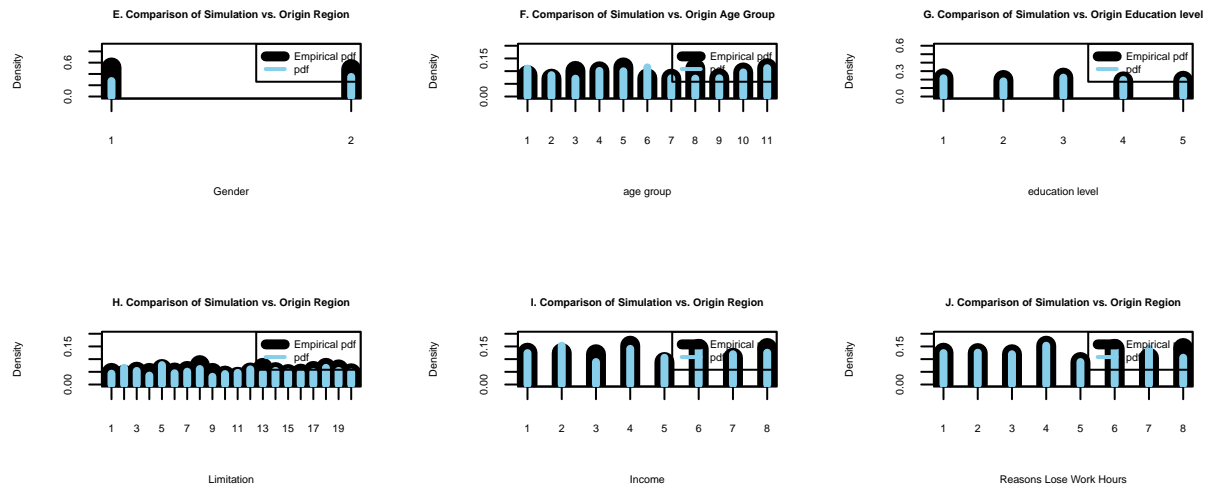 E. Comparison of Simulation vs. Origin Region
Density
0.0 0.6
Empirical pdf
pdf
1 2
Gender
F. Comparison of Simulation vs. Origin Age Group
Density
0.00 0.15
Empirical pdf
pdf
1 2 3 4 5 6 7 8 9 10 11
age group
G. Comparison of Simulation vs. Origin Education level
Density
0.0 0.3 0.6
Empirical pdf
pdf
1 2 3 4 5
education level
H. Comparison of Simulation vs. Origin Region
Density
0.00 0.15
Empirical pdf
pdf
1 3 5 7 9 11 13 15 17 19
Limitation
I. Comparison of Simulation vs. Origin Region
Density
0.00 0.15
Empirical pdf
pdf
1 2 3 4 5 6 7 8
Income
J. Comparison of Simulation vs. Origin Region
Density
0.00 0.15
Empirical pdf
pdf
1 2 3 4 5 6 7 8
Reasons Lose Work Hours